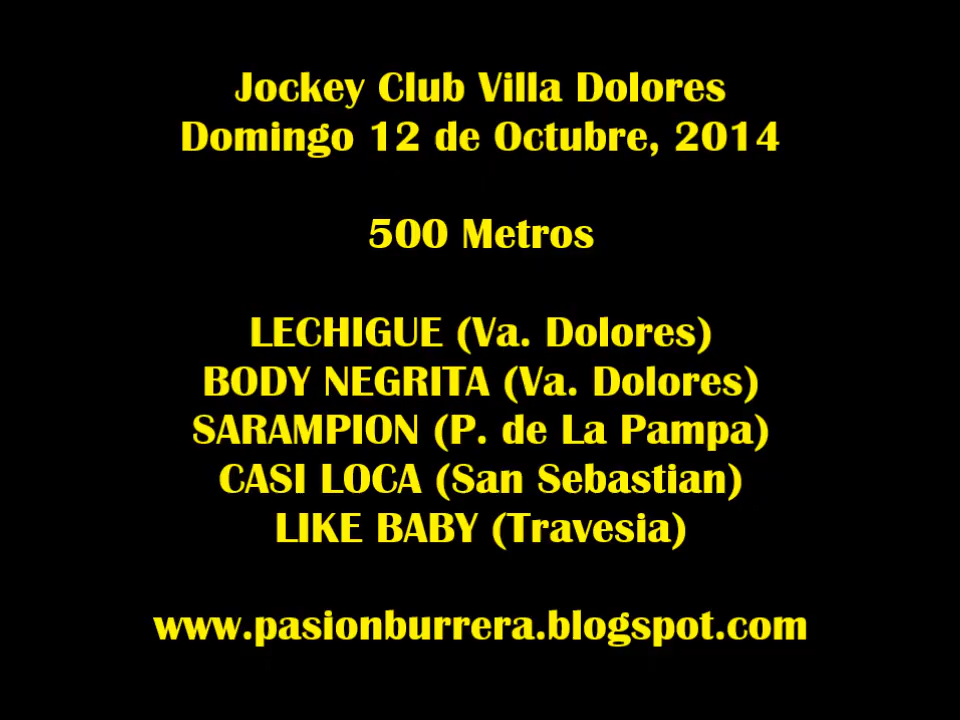 Jockey Club Villa Dolores
Domingo 12 de Octubre, 2014
500 Metros
LECHIGUE (Va. Dolores)
BODY NEGRITA (Va. Dolores)
SARAMPION (P. de La Pampa)
CASI LOCA (San Sebastian)
LIKE BABY (Travesia)
www.pasionburrera.blogspot.com